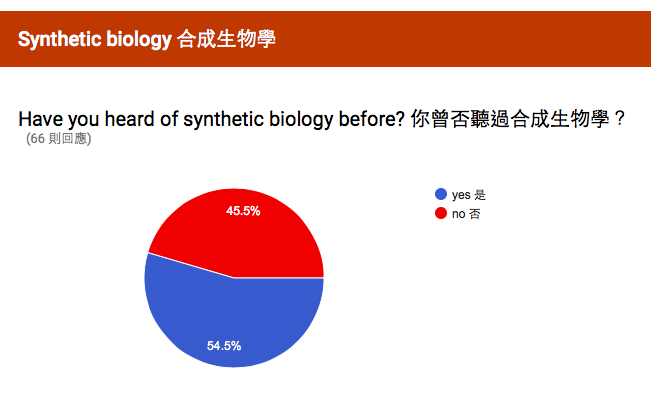 Synthetic biology 合成生物學
Have you heard of synthetic biology before? 你曾否聽過合成生物學？
(66 則回應)
45.5%
54.5%
yes 是
no 否